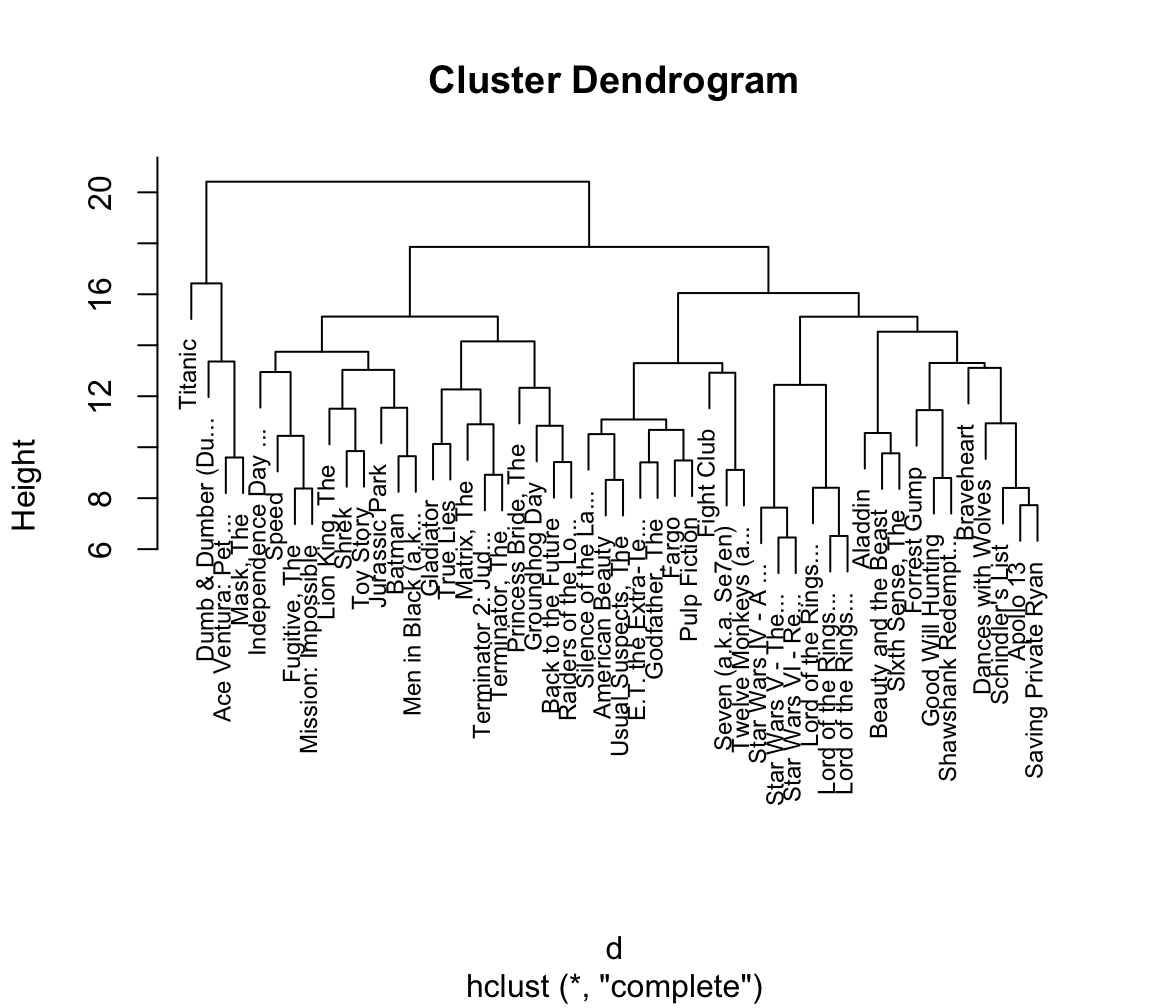 Cluster Dendrogram
Height
20
16
12
8
6
Titanic
Dumb & Dumber (Du...
Ace Ventura: Pet ...
Mask, The
Independence Day ...
Speed
Fugitive, The
Mission: Impossible
Lion King, The
Shrek
Toy Story
Jurassic Park
Batman
Men in Black (a.k...
Gladiator
True Lies
Matrix, The
Terminator 2: Jud...
Terminator, The
Princess Bride, The
Groundhog Day
Back to the Future
Raiders of the Lo...
Silence of the La...
American Beauty
Usual Suspects, The
E.T. the Extra-Te...
Godfather, The
Fargo
Pulp Fiction
Fight Club
Seven (a.k.a. Se7en)
Twelve Monkeys (a...
Star Wars IV - A ...
Star Wars V - The...
Star Wars VI - Re...
Lord of the Rings...
Lord of the Rings...
Lord of the Rings...
Aladdin
Beauty and the Beast
Sixth Sense, The
Forrest Gump
Good Will Hunting
Shawshank Redempt...
Braveheart
Dances with Wolves
Schindler's List
Apollo 13
Saving Private Ryan
d
hclust (*, "complete")